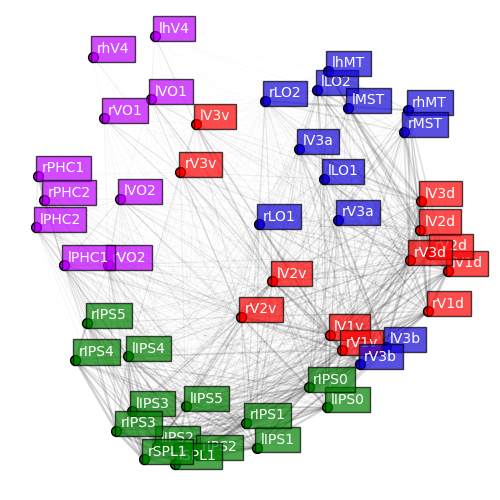 lhV4
rhV4
lhMT
lLO2
rLO2
lVO1
lMST
rhMT
rVO1
lV3v
rMST
lV3a
rV3v
rPHC1
lLO1
rPHC2
lVO2
lV3d
lPHC2
rLO1
rV3a
lV2d
rV2d
rV3d
lPHC1
rVO2
lV1d
lV2v
rV1d
rV2v
rIPS5
lV1v
rV1v
lV3b
rV3b
rIPS4
lIPS4
rIPS0
lIPS0
lIPS3
lIPS5
rIPS3
rIPS1
lIPS2
rIPS2
lIPS1
rSPL1
lSPL1